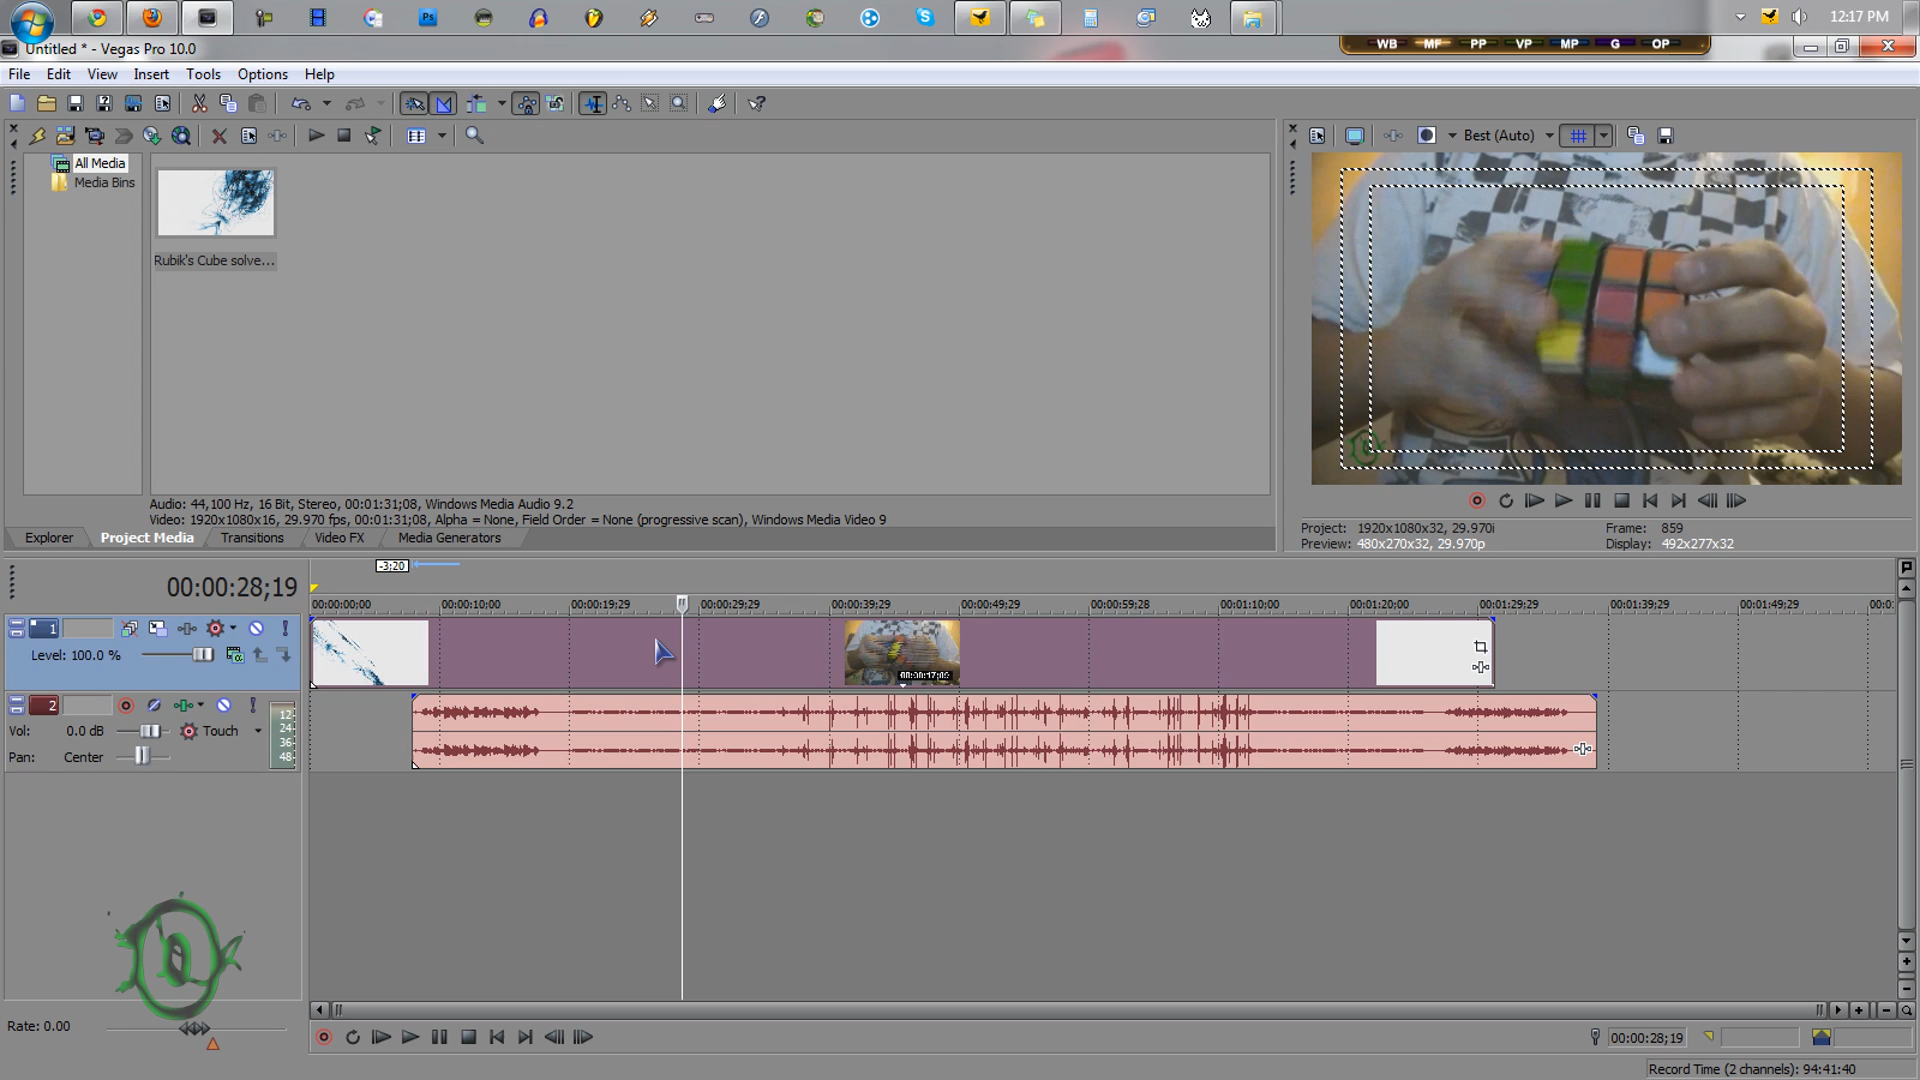 12:17 PM
Untitled * - Vegas Pro 10.0
WB MF PP VP MP G OP
File Edit View Insert Tools Options Help
Best (Auto)
All Media
Media Bins
Rubik's Cube solve...
Audio: 44,100 Hz, 16 Bit, Stereo, 00:01:31;08, Windows Media Audio 9.2
Video: 1920x1080x16, 29.970 fps, 00:01:31;08, Alpha = None, Field Order = None (progressive scan), Windows Media Video 9
Explorer Project Media Transitions Video FX Media Generators
Project: 1920x1080x32, 29.970i Frame: 859
Preview: 480x270x32, 29.970p Display: 492x277x32
-3;20
00:00:28;19
00:00:00;00 00:00:10;00 00:00:19;29 00:00:29;29 00:00:39;29 00:00:49;29 00:00:59;28 00:01:10;00 00:01:20;00 00:01:29;29 00:01:39;29 00:01:49;29 00:0
1
Level: 100.0 %
2
Vol: 0.0 dB Touch
Pan: Center
12
24
36
48
Rate: 0.00
00:00:28;19
Record Time (2 channels): 94:41:40